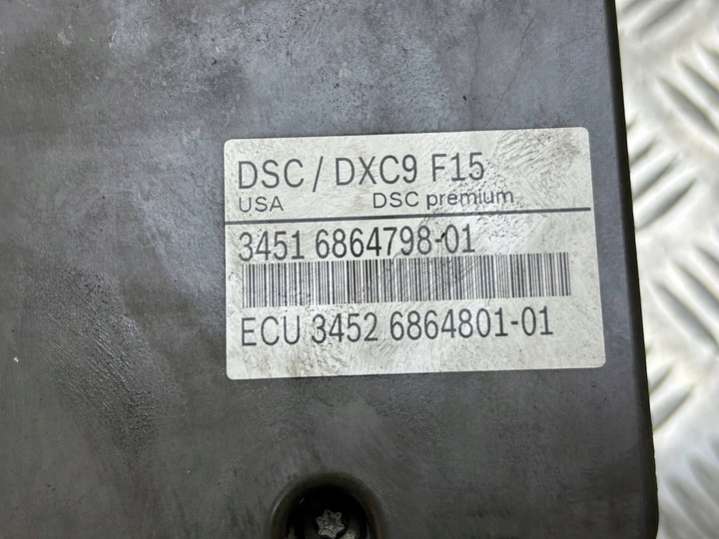 DSC / DXC9 F15
USA DSC premium
3451 6864798-01
ECU 3452 6864801-01